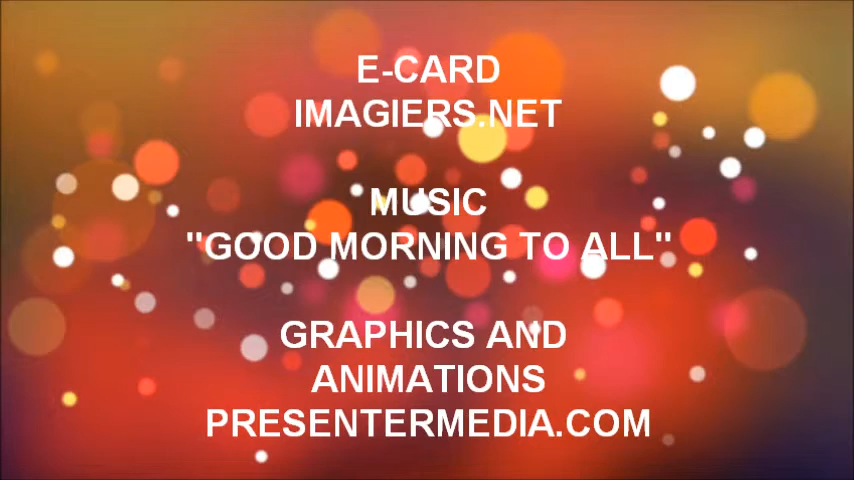 E-CARD
IMAGIERS.NET
MUSIC
"GOOD MORNING TO ALL"
GRAPHICS AND
ANIMATIONS
PRESENTERMEDIA.COM